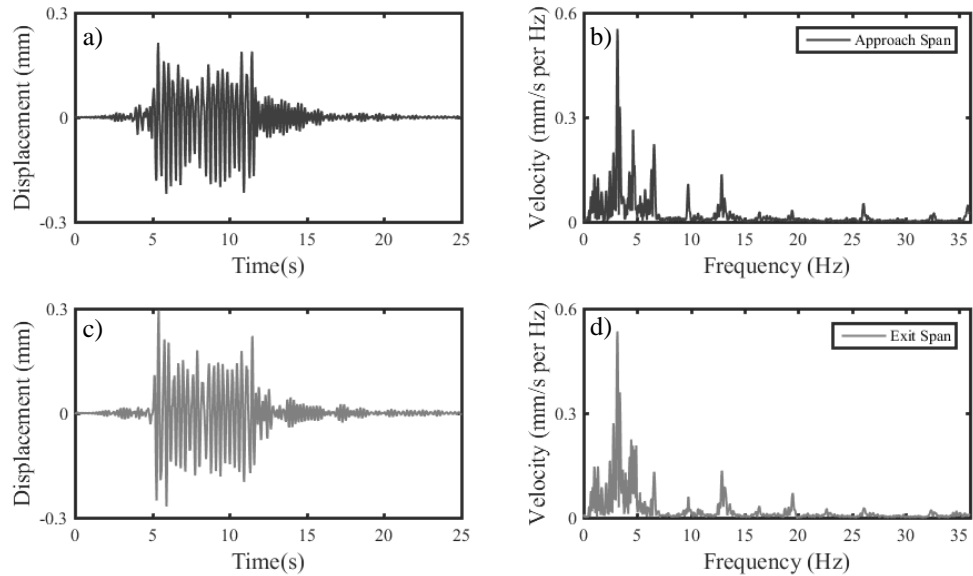 a)
Displacement (mm)
0.3
0
-0.3
0 5 10 15 20 25
Time(s)
b)
Approach Span
Velocity (mm/s per Hz)
0.6
0.3
0
0 5 10 15 20 25 30 35
Frequency (Hz)
c)
Displacement (mm)
0.3
0
-0.3
0 5 10 15 20 25
Time(s)
d)
Exit Span
Velocity (mm/s per Hz)
0.6
0.3
0
0 5 10 15 20 25 30 35
Frequency (Hz)